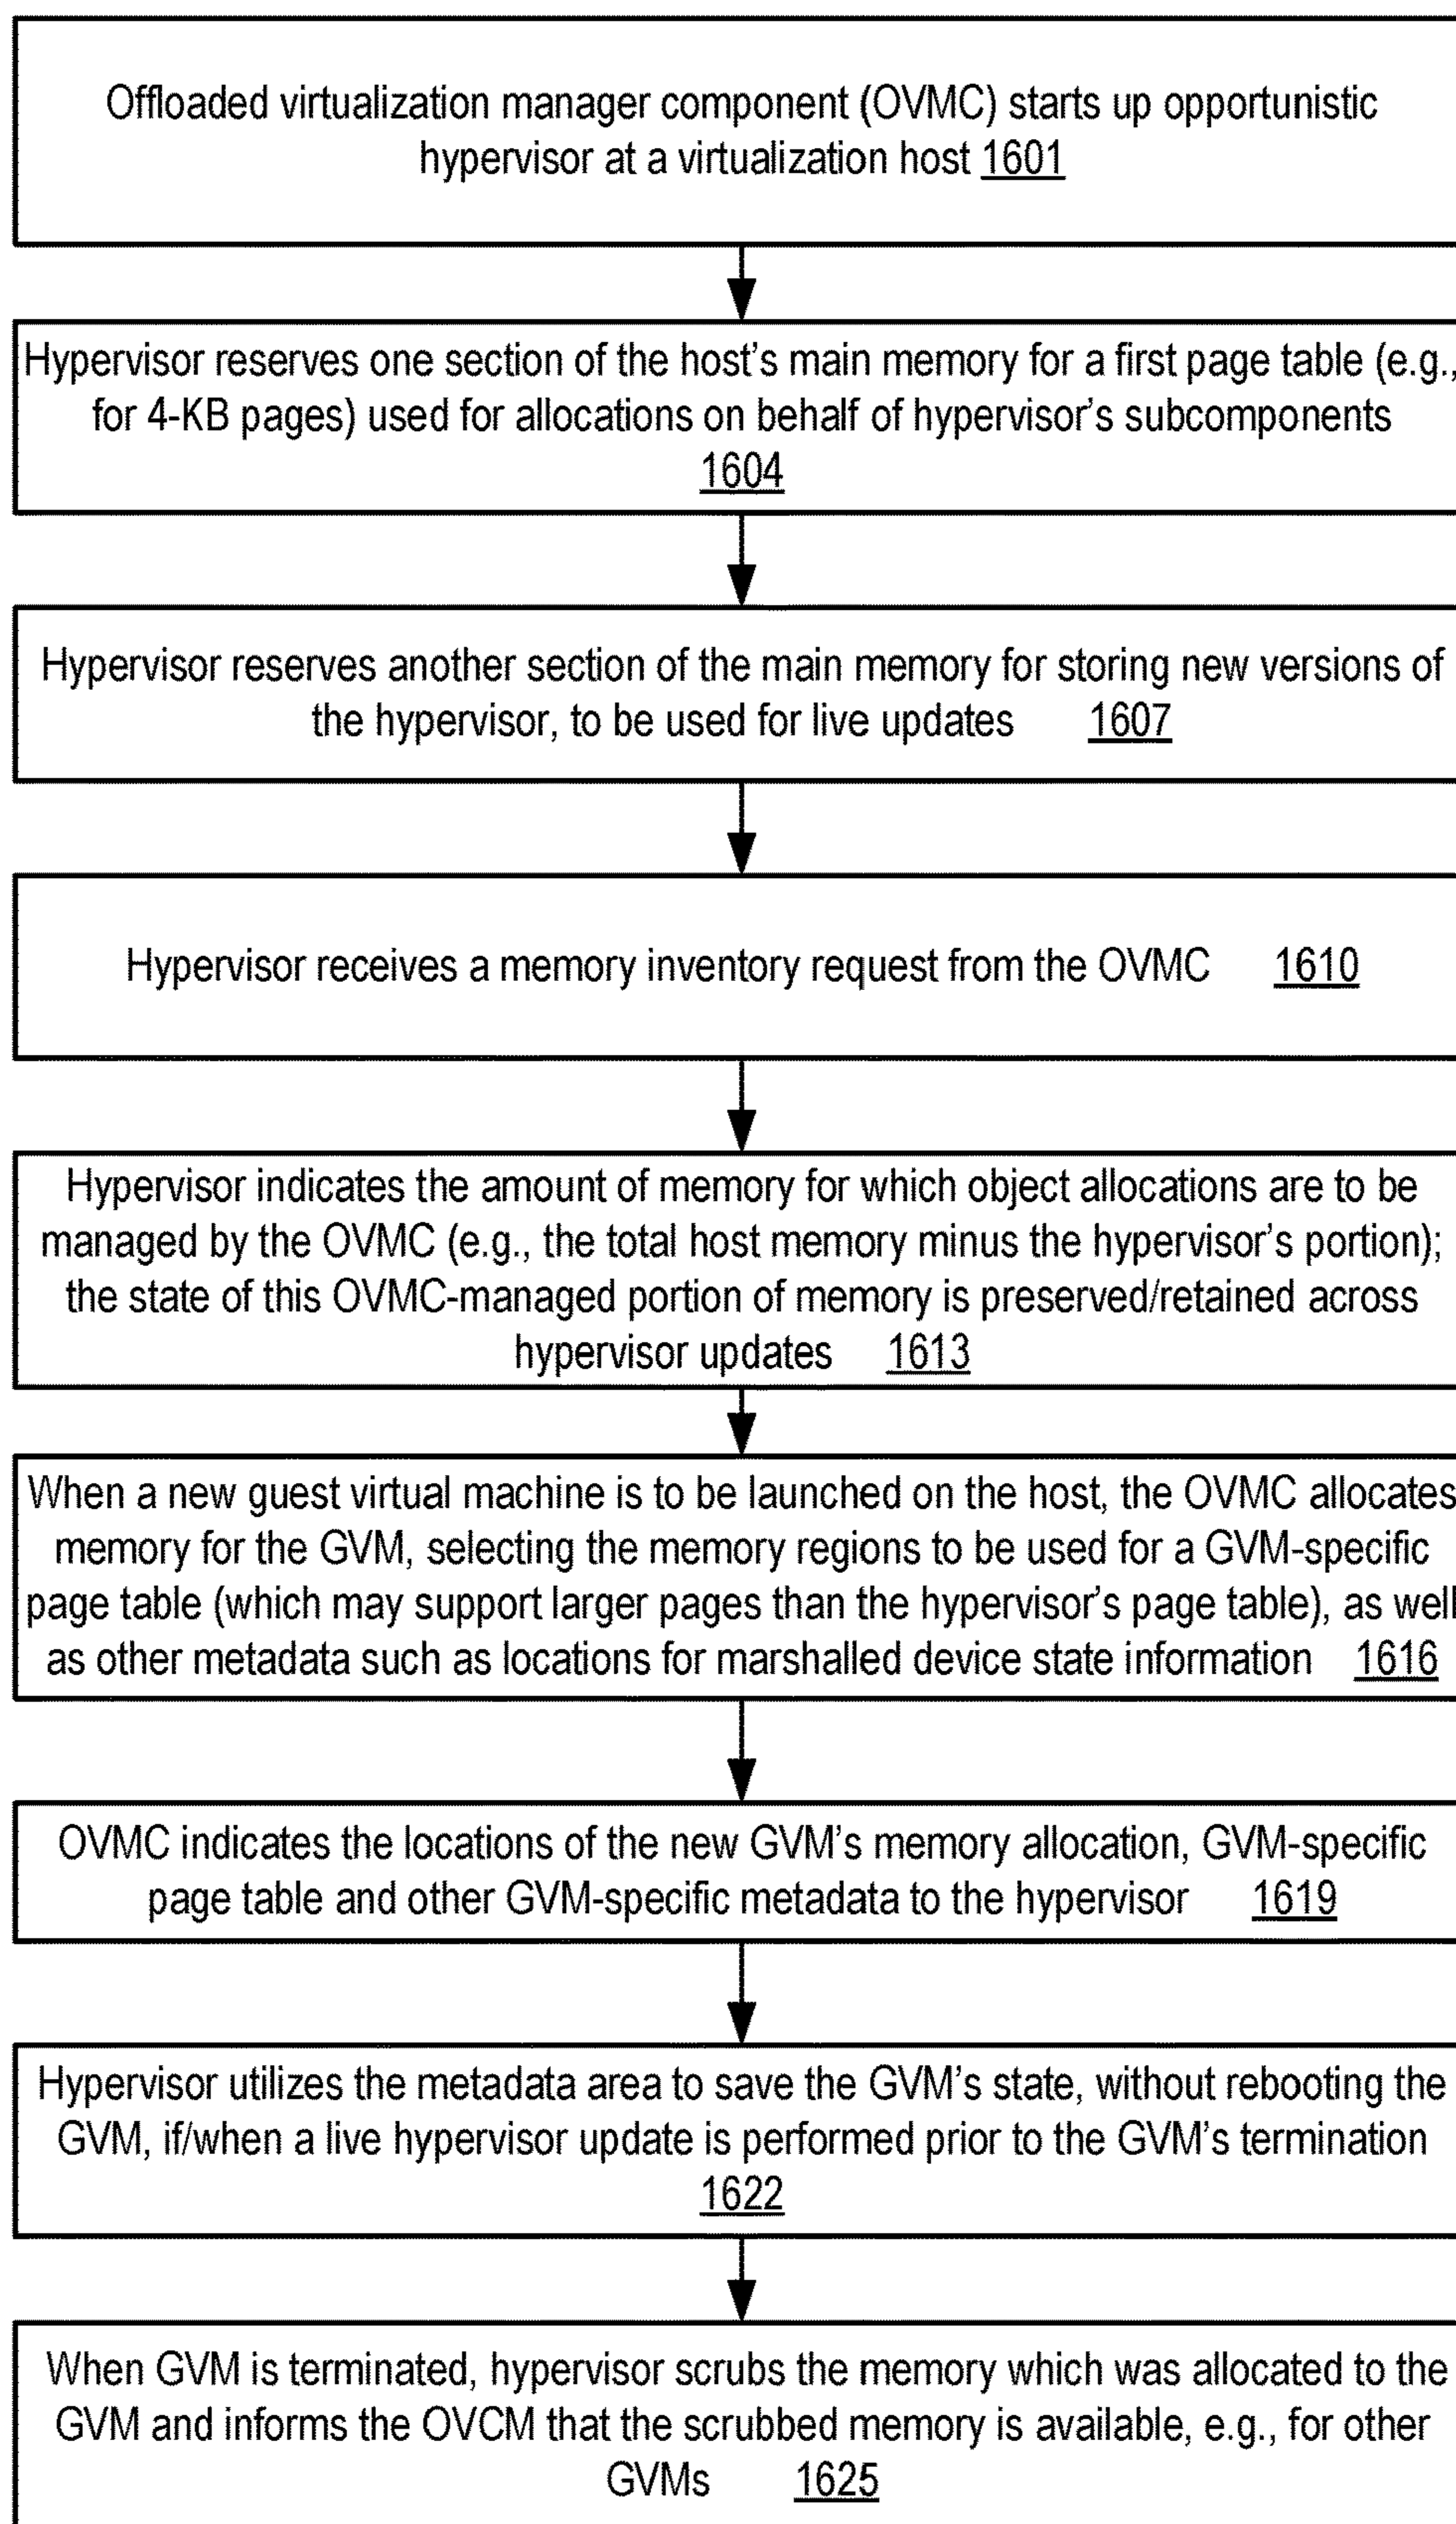 Offloaded virtualization manager component (OVMC) starts up opportunistic
hypervisor at a virtualization host 1601
Hypervisor reserves one section of the host's main memory for a first page table (e.g.,
for 4-KB pages) used for allocations on behalf of hypervisor's subcomponents
1604
Hypervisor reserves another section of the main memory for storing new versions of
the hypervisor, to be used for live updates 1607
Hypervisor receives a memory inventory request from the OVMC 1610
Hypervisor indicates the amount of memory for which object allocations are to be
managed by the OVMC (e.g., the total host memory minus the hypervisor's portion);
the state of this OVMC-managed portion of memory is preserved/retained across
hypervisor updates 1613
When a new guest virtual machine is to be launched on the host, the OVMC allocates
memory for the GVM, selecting the memory regions to be used for a GVM-specific
page table (which may support larger pages than the hypervisor's page table), as well
as other metadata such as locations for marshalled device state information 1616
OVMC indicates the locations of the new GVM's memory allocation, GVM-specific
page table and other GVM-specific metadata to the hypervisor 1619
Hypervisor utilizes the metadata area to save the GVM's state, without rebooting the
GVM, if/when a live hypervisor update is performed prior to the GVM's termination
1622
When GVM is terminated, hypervisor scrubs the memory which was allocated to the
GVM and informs the OVCM that the scrubbed memory is available, e.g., for other
GVMs 1625